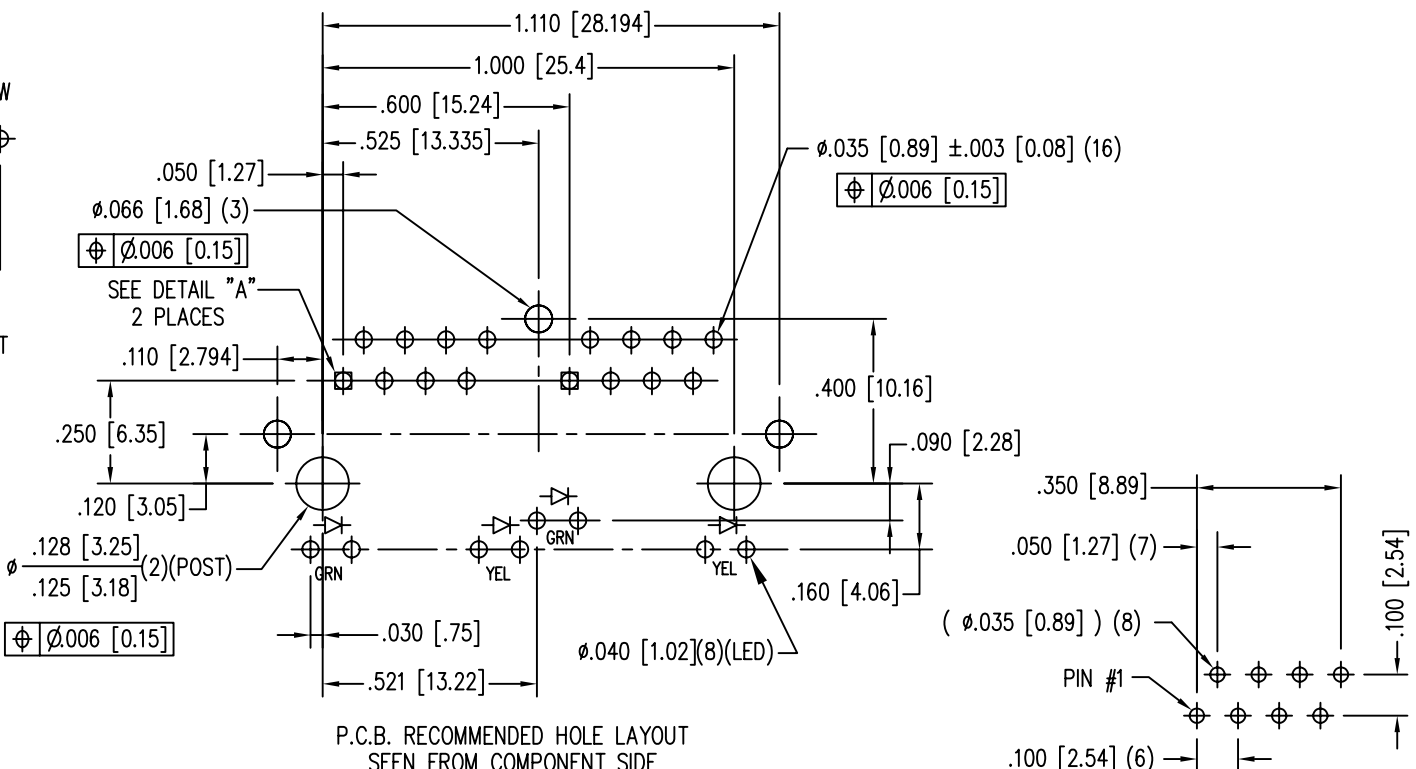 1.110 [28.194]
1.000 [25.4]
W
.600 [15.24]
.525 [13.335]
ø.035 [0.89] ±.003 [0.08] (16)
.050 [1.27]
⌖ Ø.006 [0.15]
ø.066 [1.68] (3)
⌖ Ø.006 [0.15]
SEE DETAIL "A"
2 PLACES
T
.110 [2.794]
.400 [10.16]
.250 [6.35]
.090 [2.28]
.350 [8.89]
.120 [3.05]
GRN
.050 [1.27] (7)
ø .128 [3.25]
.125 [3.18]
(2)(POST)
GRN
YEL
YEL
.160 [4.06]
.100 [2.54]
⌖ Ø.006 [0.15]
.030 [.75]
ø.040 [1.02](8)(LED)
( ø.035 [0.89] ) (8)
.521 [13.22]
PIN #1
P.C.B. RECOMMENDED HOLE LAYOUT
SEEN FROM COMPONENT SIDE
.100 [2.54] (6)